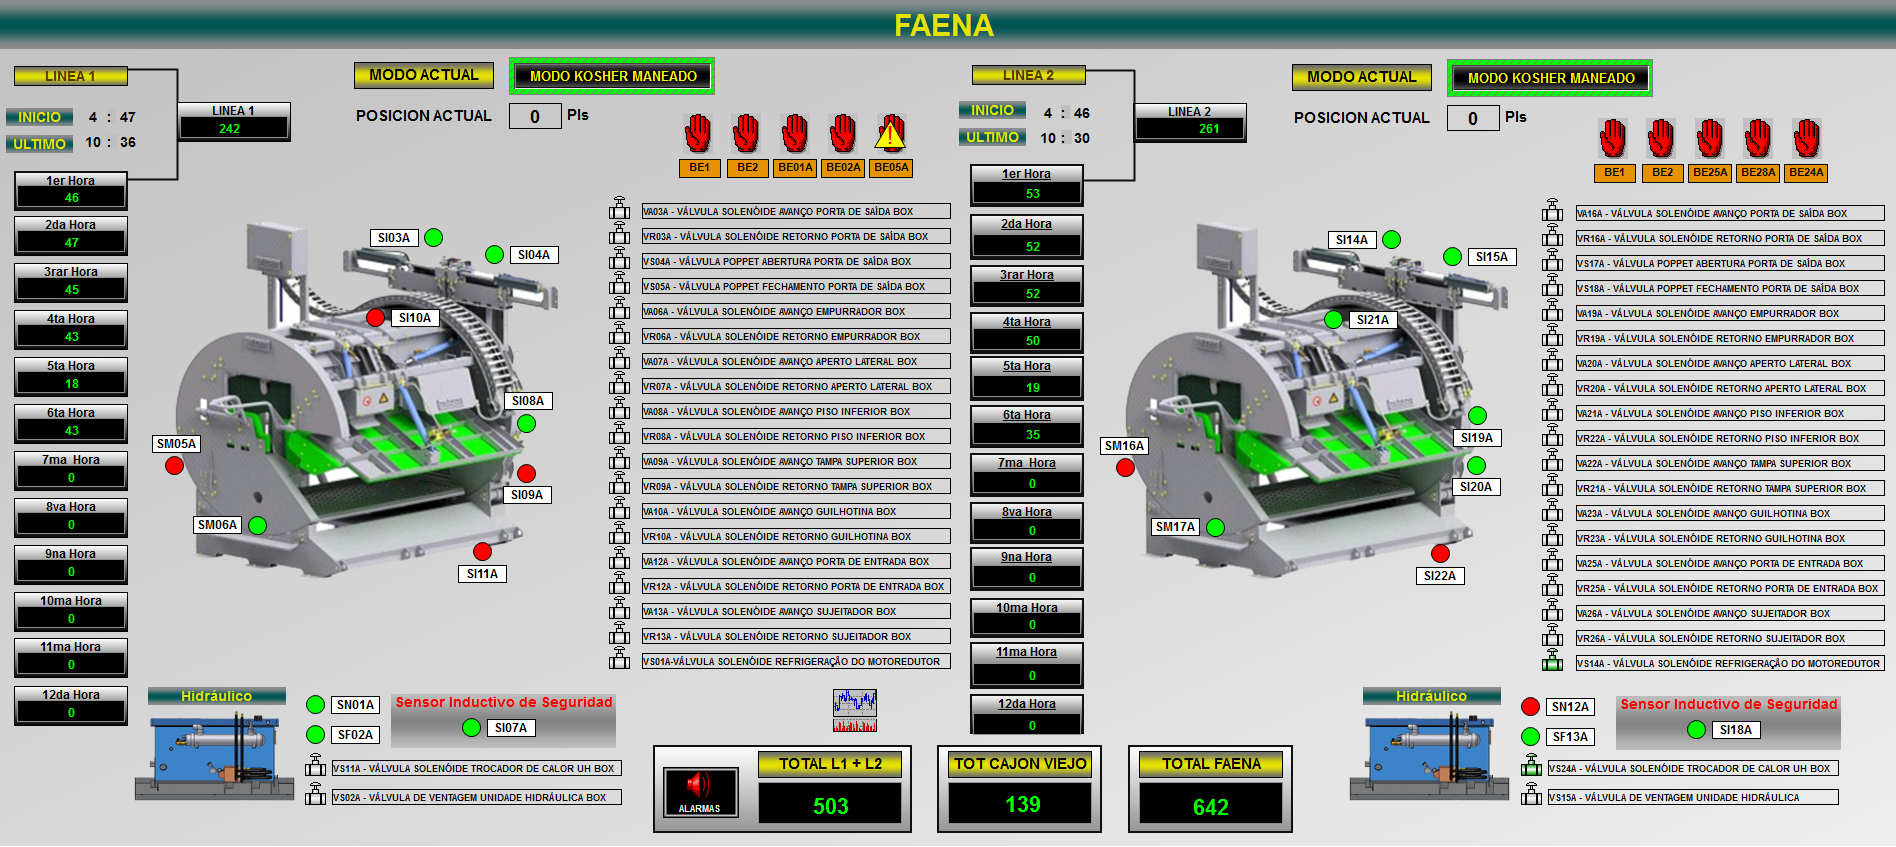 FAENA
LINEA 1
INICIO 4 : 47
ULTIMO 10 : 36
LINEA 1
242
MODO ACTUAL
MODO KOSHER MANEADO
POSICION ACTUAL 0 Pls
BE1 BE2 BE01A BE02A BE05A
1er Hora
46
2da Hora
47
3rar Hora
45
4ta Hora
43
5ta Hora
18
6ta Hora
43
7ma Hora
0
8va Hora
0
9na Hora
0
10ma Hora
0
11ma Hora
0
12da Hora
0
SI03A
SI04A
SI10A
SI08A
SM05A
SI09A
SM06A
SI11A
VA03A - VÁLVULA SOLENÓIDE AVANÇO PORTA DE SAÍDA BOX
VR03A - VÁLVULA SOLENÓIDE RETORNO PORTA DE SAÍDA BOX
VS04A - VÁLVULA POPPET ABERTURA PORTA DE SAÍDA BOX
VS05A - VÁLVULA POPPET FECHAMENTO PORTA DE SAÍDA BOX
VA06A - VÁLVULA SOLENÓIDE AVANÇO EMPURRADOR BOX
VR06A - VÁLVULA SOLENÓIDE RETORNO EMPURRADOR BOX
VA07A - VÁLVULA SOLENÓIDE AVANÇO APERTO LATERAL BOX
VR07A - VÁLVULA SOLENÓIDE RETORNO APERTO LATERAL BOX
VA08A - VÁLVULA SOLENÓIDE AVANÇO PISO INFERIOR BOX
VR08A - VÁLVULA SOLENÓIDE RETORNO PISO INFERIOR BOX
VA09A - VÁLVULA SOLENÓIDE AVANÇO TAMPA SUPERIOR BOX
VR09A - VÁLVULA SOLENÓIDE RETORNO TAMPA SUPERIOR BOX
VA10A - VÁLVULA SOLENÓIDE AVANÇO GUILHOTINA BOX
VR10A - VÁLVULA SOLENÓIDE RETORNO GUILHOTINA BOX
VA12A - VÁLVULA SOLENÓIDE AVANÇO PORTA DE ENTRADA BOX
VR12A - VÁLVULA SOLENÓIDE RETORNO PORTA DE ENTRADA BOX
VA13A - VÁLVULA SOLENÓIDE AVANÇO SUJEITADOR BOX
VR13A - VÁLVULA SOLENÓIDE RETORNO SUJEITADOR BOX
VS01A-VÁLVULA SOLENÓIDE REFRIGERAÇÃO DO MOTOREDUTOR
Hidráulico
SN01A
SF02A
Sensor Inductivo de Seguridad
SI07A
VS11A - VÁLVULA SOLENÓIDE TROCADOR DE CALOR UH BOX
VS02A - VÁLVULA DE VENTAGEM UNIDADE HIDRÁULICA BOX
LINEA 2
INICIO 4 : 46
ULTIMO 10 : 30
LINEA 2
261
MODO ACTUAL
MODO KOSHER MANEADO
POSICION ACTUAL 0 Pls
BE1 BE2 BE25A BE28A BE24A
1er Hora
53
2da Hora
52
3rar Hora
52
4ta Hora
50
5ta Hora
19
6ta Hora
35
7ma Hora
0
8va Hora
0
9na Hora
0
10ma Hora
0
11ma Hora
0
12da Hora
0
SI14A
SI15A
SI21A
SI19A
SM16A
SI20A
SM17A
SI22A
VA16A - VÁLVULA SOLENÓIDE AVANÇO PORTA DE SAÍDA BOX
VR16A - VÁLVULA SOLENÓIDE RETORNO PORTA DE SAÍDA BOX
VS17A - VÁLVULA POPPET ABERTURA PORTA DE SAÍDA BOX
VS18A - VÁLVULA POPPET FECHAMENTO PORTA DE SAÍDA BOX
VA19A - VÁLVULA SOLENÓIDE AVANÇO EMPURRADOR BOX
VR19A - VÁLVULA SOLENÓIDE RETORNO EMPURRADOR BOX
VA20A - VÁLVULA SOLENÓIDE AVANÇO APERTO LATERAL BOX
VR20A - VÁLVULA SOLENÓIDE RETORNO APERTO LATERAL BOX
VA21A - VÁLVULA SOLENÓIDE AVANÇO PISO INFERIOR BOX
VR22A - VÁLVULA SOLENÓIDE RETORNO PISO INFERIOR BOX
VA22A - VÁLVULA SOLENÓIDE AVANÇO TAMPA SUPERIOR BOX
VR21A - VÁLVULA SOLENÓIDE RETORNO TAMPA SUPERIOR BOX
VA23A - VÁLVULA SOLENÓIDE AVANÇO GUILHOTINA BOX
VR23A - VÁLVULA SOLENÓIDE RETORNO GUILHOTINA BOX
VA25A - VÁLVULA SOLENÓIDE AVANÇO PORTA DE ENTRADA BOX
VR25A - VÁLVULA SOLENÓIDE RETORNO PORTA DE ENTRADA BOX
VA26A - VÁLVULA SOLENÓIDE AVANÇO SUJEITADOR BOX
VR26A - VÁLVULA SOLENÓIDE RETORNO SUJEITADOR BOX
VS14A - VÁLVULA SOLENÓIDE REFRIGERAÇÃO DO MOTOREDUTOR
Hidráulico
SN12A
SF13A
Sensor Inductivo de Seguridad
SI18A
VS24A - VÁLVULA SOLENÓIDE TROCADOR DE CALOR UH BOX
VS15A - VÁLVULA DE VENTAGEM UNIDADE HIDRÁULICA
ALARMAS
TOTAL L1 + L2
503
TOT CAJON VIEJO
139
TOTAL FAENA
642